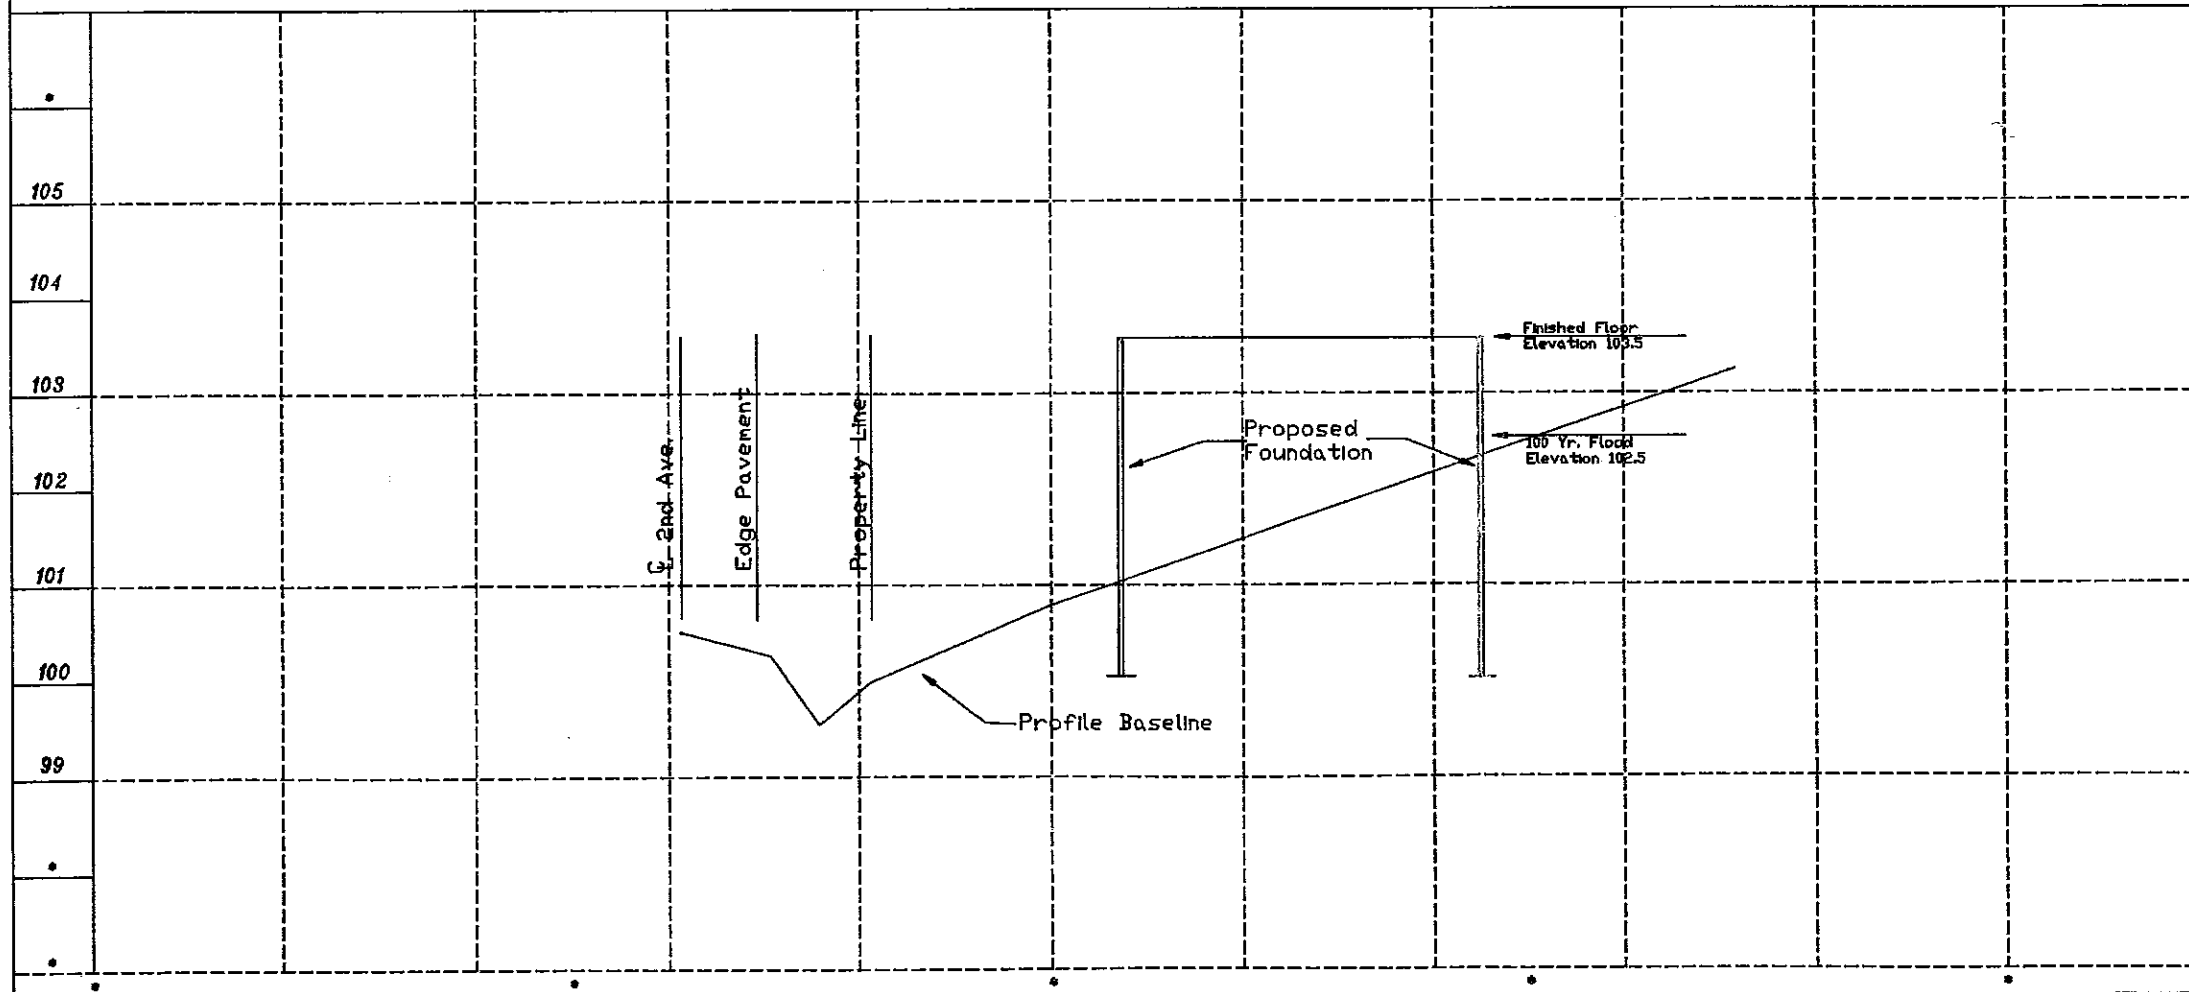 105
104
103
102
101
100
99
℄ 2nd Ave.
Edge Pavement
Property Line
Proposed
Foundation
Finished Floor
Elevation 103.5
100 Yr. Flood
Elevation 102.5
Profile Baseline